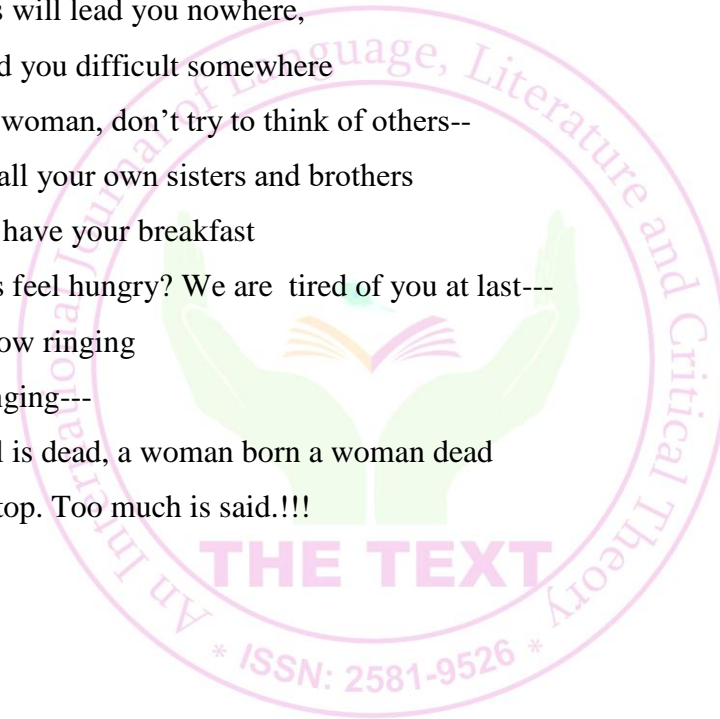 s will lead you nowhere,
d you difficult somewhere
woman, don’t try to think of others--
all your own sisters and brothers
have your breakfast
s feel hungry? We are tired of you at last---
ow ringing
nging---
l is dead, a woman born a woman dead
top. Too much is said.!!!
An International Journal of Language, Literature and Critical Theory
THE TEXT
* ISSN: 2581-9526 *